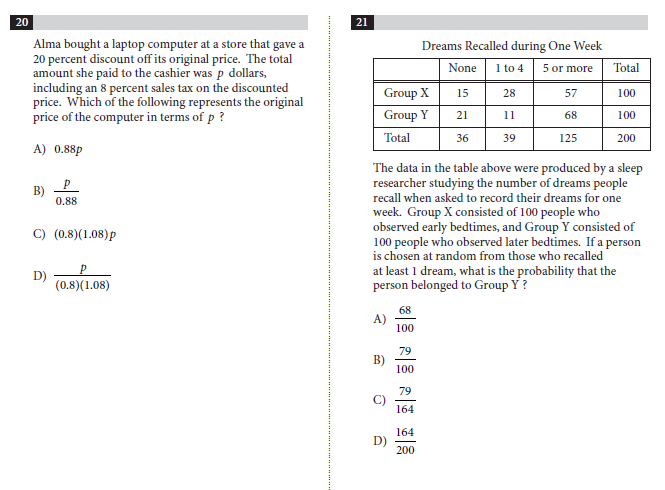 20
Alma bought a laptop computer at a store that gave a
20 percent discount off its original price. The total
amount she paid to the cashier was p dollars,
including an 8 percent sales tax on the discounted
price. Which of the following represents the original
price of the computer in terms of p ?
A) 0.88p
B) p
0.88
C) (0.8)(1.08)p
D) p
(0.8)(1.08)
21
Dreams Recalled during One Week
None 1 to 4 5 or more Total
Group X 15 28 57 100
Group Y 21 11 68 100
Total 36 39 125 200
The data in the table above were produced by a sleep
researcher studying the number of dreams people
recall when asked to record their dreams for one
week. Group X consisted of 100 people who
observed early bedtimes, and Group Y consisted of
100 people who observed later bedtimes. If a person
is chosen at random from those who recalled
at least 1 dream, what is the probability that the
person belonged to Group Y ?
A) 68
100
B) 79
100
C) 79
164
D) 164
200